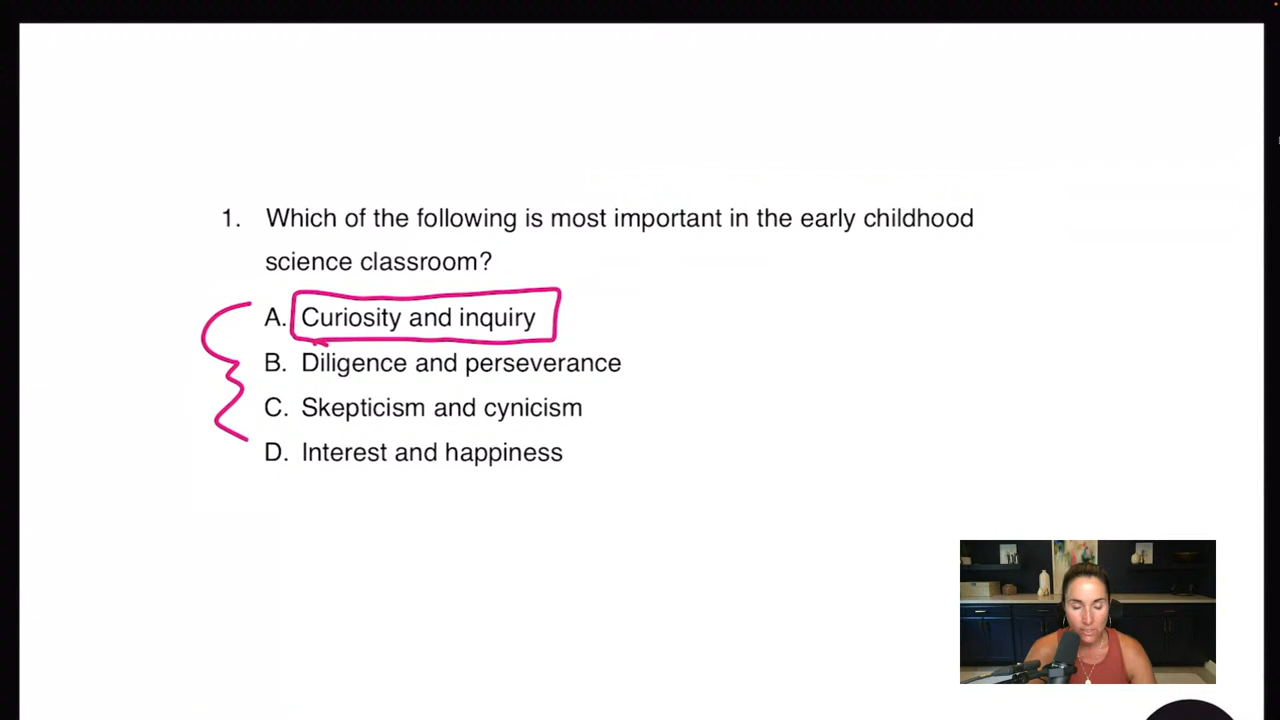 1. Which of the following is most important in the early childhood
science classroom?
A. Curiosity and inquiry
B. Diligence and perseverance
C. Skepticism and cynicism
D. Interest and happiness